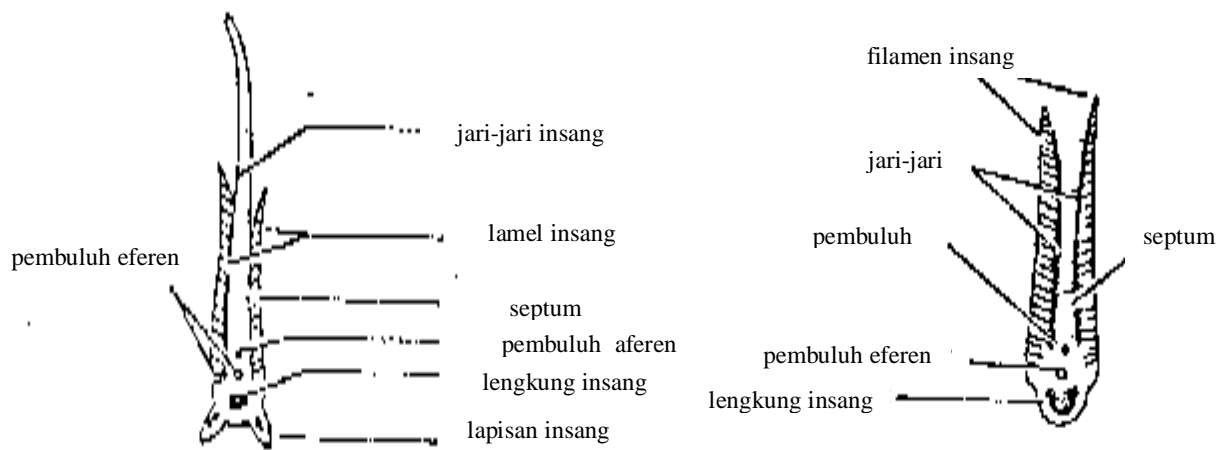 jari-jari insang
lamel insang
pembuluh eferen
septum
pembuluh aferen
lengkung insang
lapisan insang
filamen insang
jari-jari
pembuluh
septum
pembuluh eferen
lengkung insang